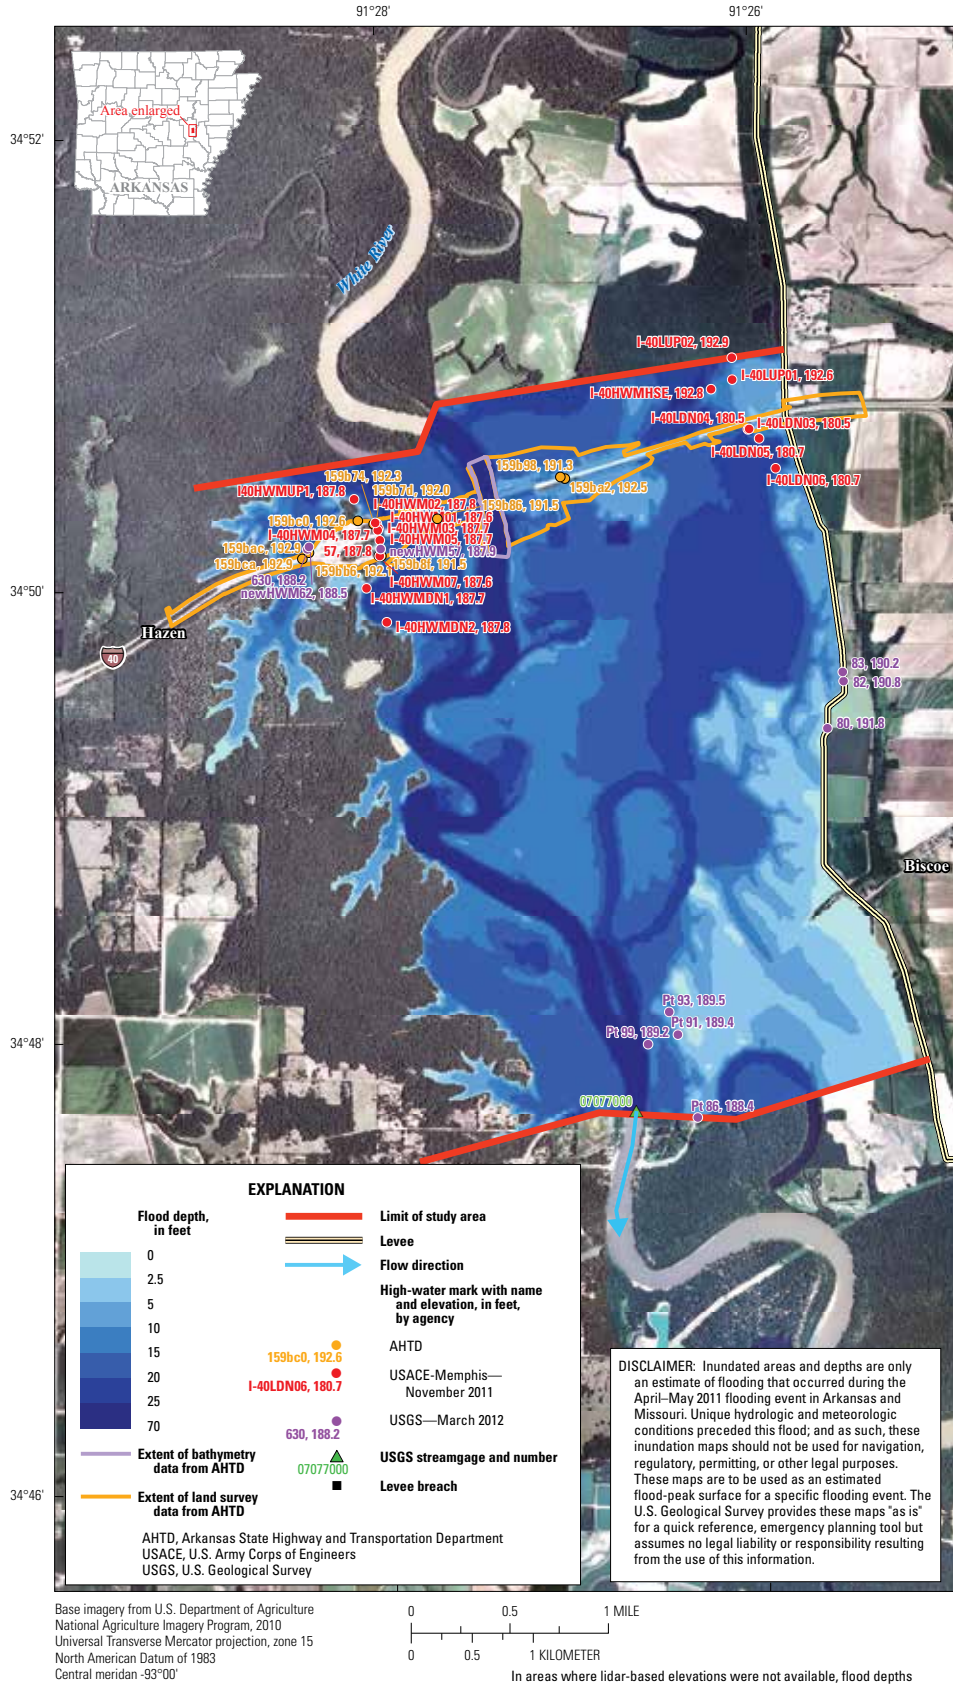 91°28'
91°26'
34°52'
Area enlarged
ARKANSAS
White River
I-40LUP02, 192.9
I-40LUP01, 192.6
I-40HWMHSE, 192.8
I-40LDN04, 180.5
I-40LDN03, 180.5
I-40LDN05, 180.7
I-40LDN06, 180.7
159b98, 191.3
159ba2, 192.5
159b74, 192.3
159b7d, 192.0
I40HWMUP1, 187.8
I-40HWM02, 187.8
159b86, 191.5
159bc0, 192.6
I-40HWM03, 187.7
I-40HWM04, 187.7
I-40HWM05, 187.7
159bac, 192.9
57, 187.8
newHWM57, 187.9
159bca, 192.9
159bb6, 192.1
159b8f, 191.5
630, 188.2
I-40HWM07, 187.6
newHWM62, 188.5
I-40HWMDN1, 187.7
I-40HWMDN2, 187.8
34°50'
Hazen
40
83, 190.2
82, 190.8
80, 191.8
Biscoe
Pt 93, 189.5
Pt 91, 189.4
Pt 99, 189.2
34°48'
07077000
Pt 86, 188.4
EXPLANATION
Flood depth,
in feet
0
2.5
5
10
15
20
25
70
Limit of study area
Levee
Flow direction
High-water mark with name
and elevation, in feet,
by agency
159bc0, 192.6
AHTD
I-40LDN06, 180.7
USACE-Memphis—
November 2011
630, 188.2
USGS—March 2012
Extent of bathymetry
data from AHTD
07077000
USGS streamgage and number
Extent of land survey
data from AHTD
Levee breach
AHTD, Arkansas State Highway and Transportation Department
USACE, U.S. Army Corps of Engineers
USGS, U.S. Geological Survey
DISCLAIMER: Inundated areas and depths are only
an estimate of flooding that occurred during the
April–May 2011 flooding event in Arkansas and
Missouri. Unique hydrologic and meteorologic
conditions preceded this flood; and as such, these
inundation maps should not be used for navigation,
regulatory, permitting, or other legal purposes.
These maps are to be used as an estimated
flood-peak surface for a specific flooding event. The
U.S. Geological Survey provides these maps "as is"
for a quick reference, emergency planning tool but
assumes no legal liability or responsibility resulting
from the use of this information.
34°46'
Base imagery from U.S. Department of Agriculture
National Agriculture Imagery Program, 2010
Universal Transverse Mercator projection, zone 15
North American Datum of 1983
Central meridan -93°00'
0 0.5 1 MILE
0 0.5 1 KILOMETER
In areas where lidar-based elevations were not available, flood depths